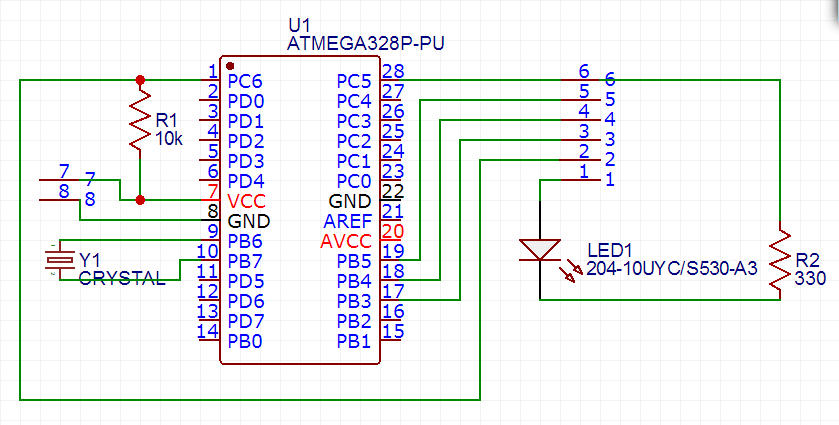 U1
ATMEGA328P-PU
1 PC6 PC5 28 6 6
2 PD0 PC4 27 5 5
3 PD1 PC3 26 4 4
R1
10k
4 PD2 PC2 25 3 3
5 PD3 PC1 24 2 2
7 7 6 PD4 PC0 23 1 1
8 8 7 VCC GND 22
8 GND AREF 21
9 PB6 AVCC 20
Y1
CRYSTAL
10 PB7 PB5 19
LED1
204-10UYC/S530-A3
R2
330
11 PD5 PB4 18
12 PD6 PB3 17
13 PD7 PB2 16
14 PB0 PB1 15